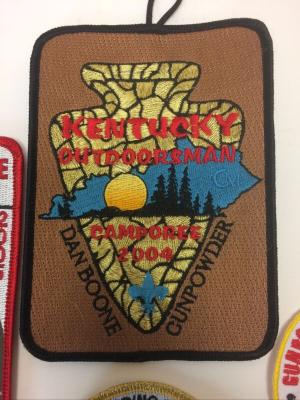 KENTUCKY
OUTDOORSMAN
CAMPOREE
2004
DAN BOONE
GUNPOWDER